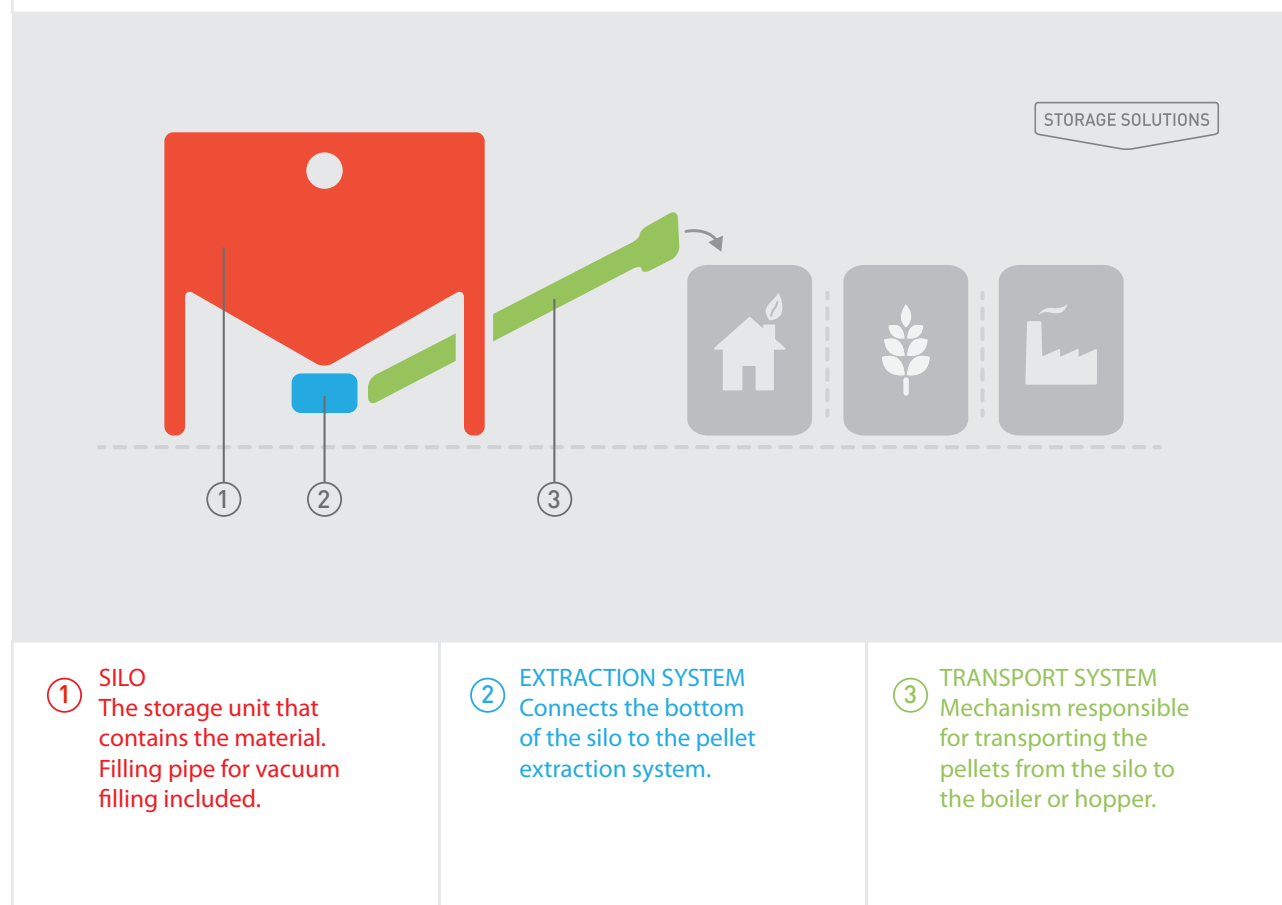 STORAGE SOLUTIONS
1
2
3
1
SILO
The storage unit that
contains the material.
Filling pipe for vacuum
filling included.
2
EXTRACTION SYSTEM
Connects the bottom
of the silo to the pellet
extraction system.
3
TRANSPORT SYSTEM
Mechanism responsible
for transporting the
pellets from the silo to
the boiler or hopper.